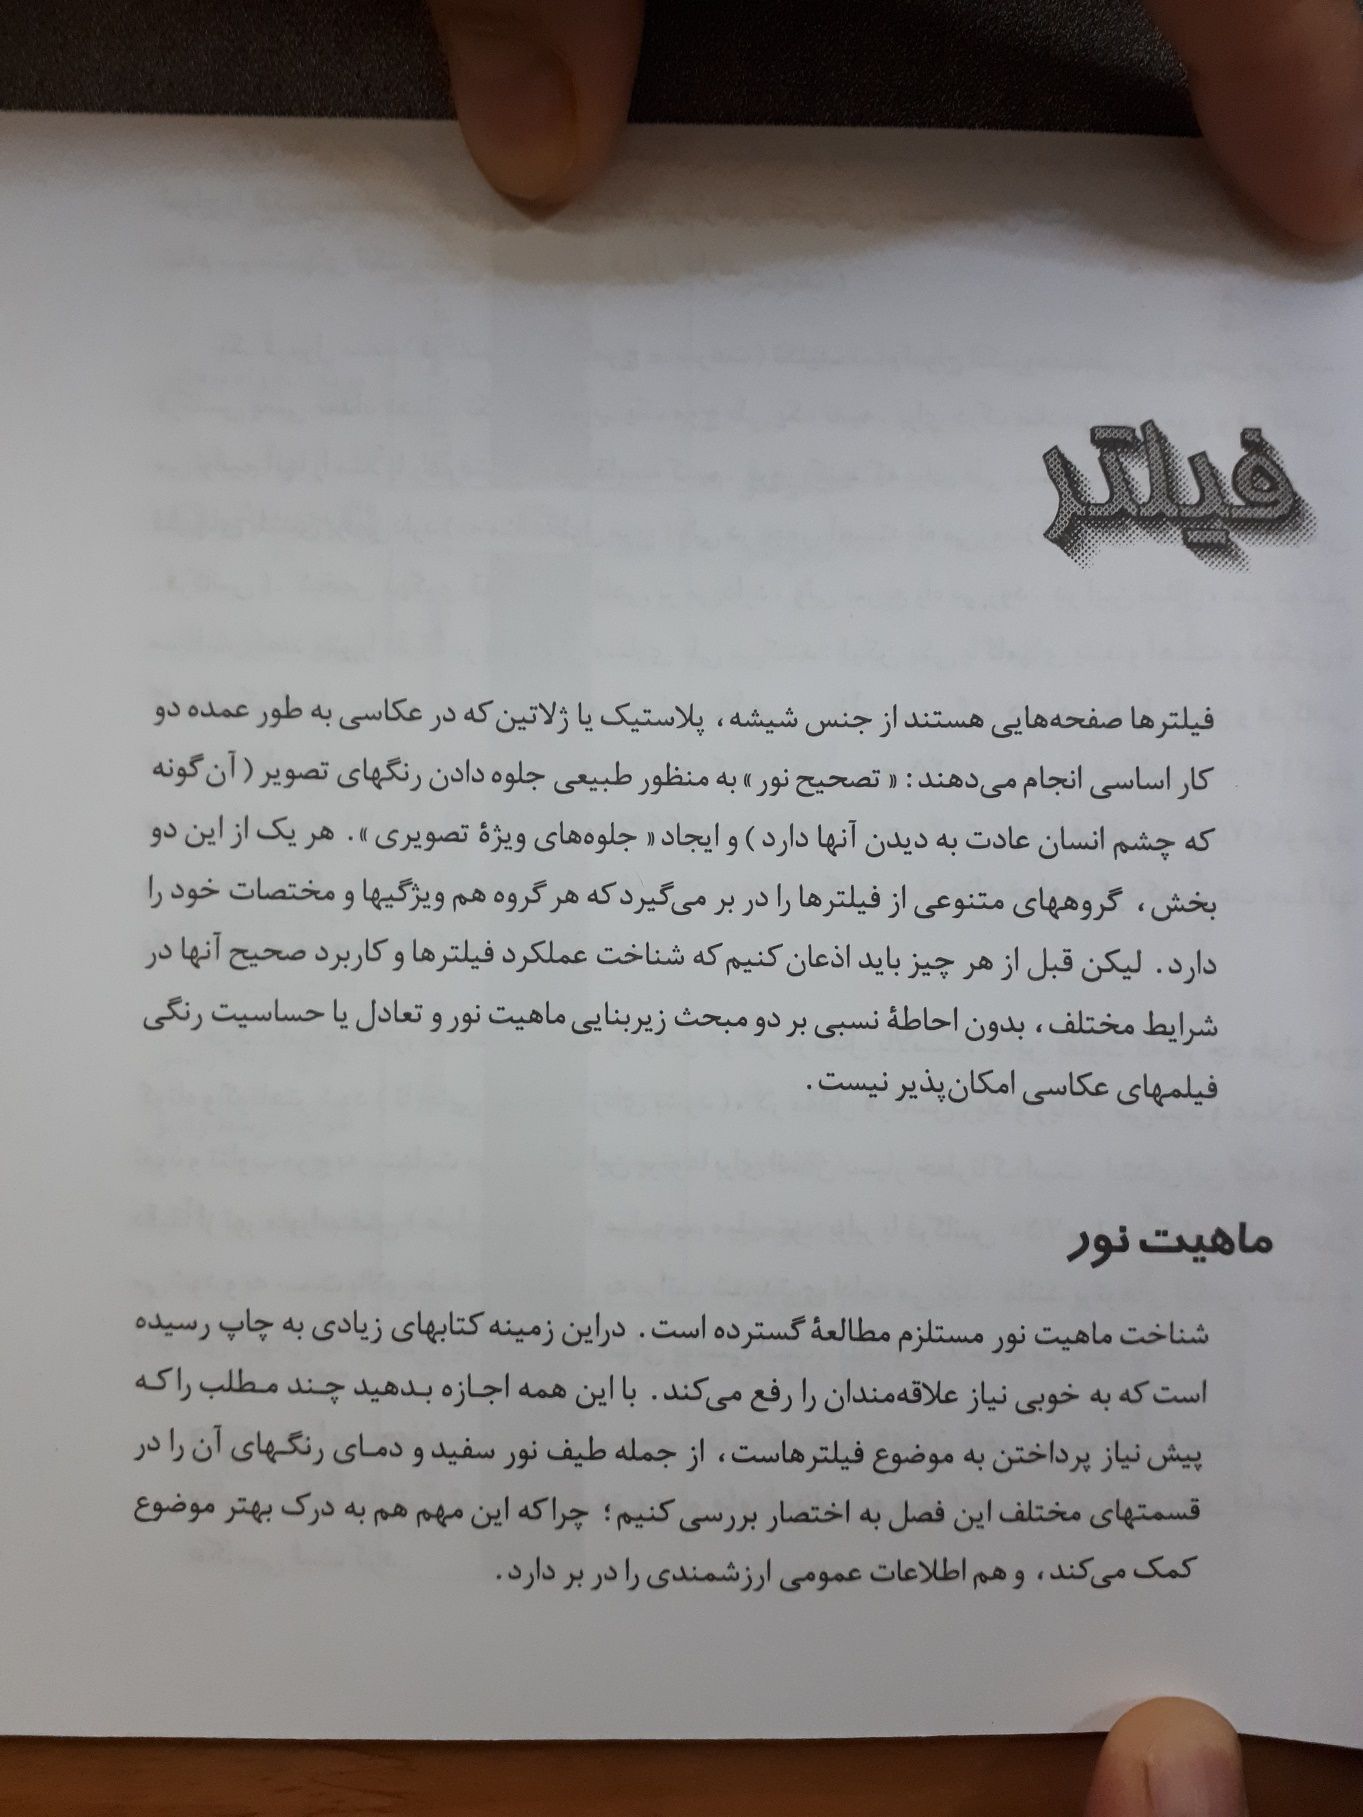 فیلتر
فیلترها صفحه‌هایی هستند از جنس شیشه، پلاستیک یا ژلاتین که در عکاسی به طور عمده دو
کار اساسی انجام می‌دهند: « تصحیح نور » به منظور طبیعی جلوه دادن رنگهای تصویر ( آن گونه
که چشم انسان عادت به دیدن آنها دارد ) و ایجاد « جلوه‌های ویژهٔ تصویری ». هر یک از این دو
بخش، گروههای متنوعی از فیلترها را در بر می‌گیرد که هر گروه هم ویژگیها و مختصات خود را
دارد. لیکن قبل از هر چیز باید اذعان کنیم که شناخت عملکرد فیلترها و کاربرد صحیح آنها در
شرایط مختلف، بدون احاطهٔ نسبی بر دو مبحث زیربنایی ماهیت نور و تعادل یا حساسیت رنگی
فیلمهای عکاسی امکان‌پذیر نیست.
ماهیت نور
شناخت ماهیت نور مستلزم مطالعهٔ گسترده است. دراین زمینه کتابهای زیادی به چاپ رسیده
است که به خوبی نیاز علاقه‌مندان را رفع می‌کند. با این همه اجازه بدهید چند مطلب را که
پیش نیاز پرداختن به موضوع فیلترهاست، از جمله طیف نور سفید و دمای رنگهای آن را در
قسمتهای مختلف این فصل به اختصار بررسی کنیم؛ چراکه این مهم هم به درک بهتر موضوع
کمک می‌کند، و هم اطلاعات عمومی ارزشمندی را در بر دارد.